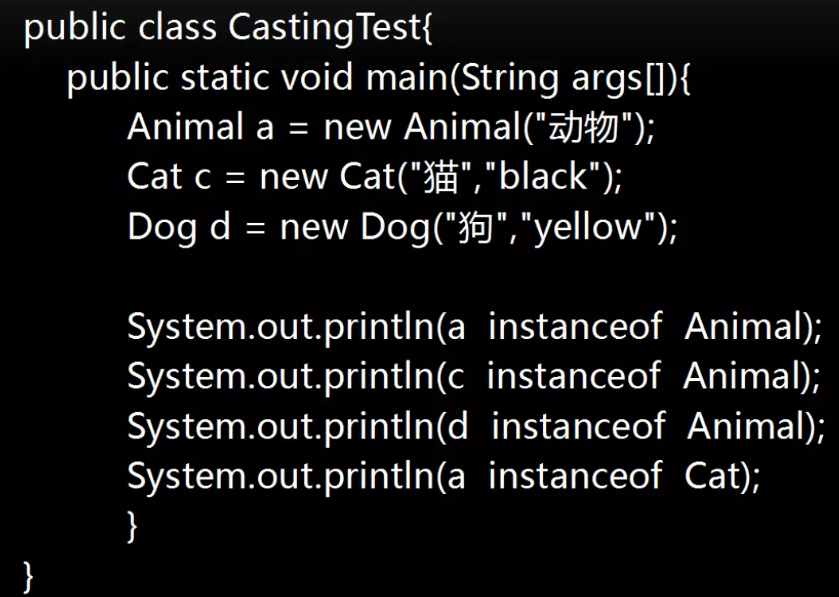 public class CastingTest{
public static void main(String args[]){
Animal a = new Animal("动物");
Cat c = new Cat("猫","black");
Dog d = new Dog("狗","yellow");
System.out.println(a instanceof Animal);
System.out.println(c instanceof Animal);
System.out.println(d instanceof Animal);
System.out.println(a instanceof Cat);
}
}